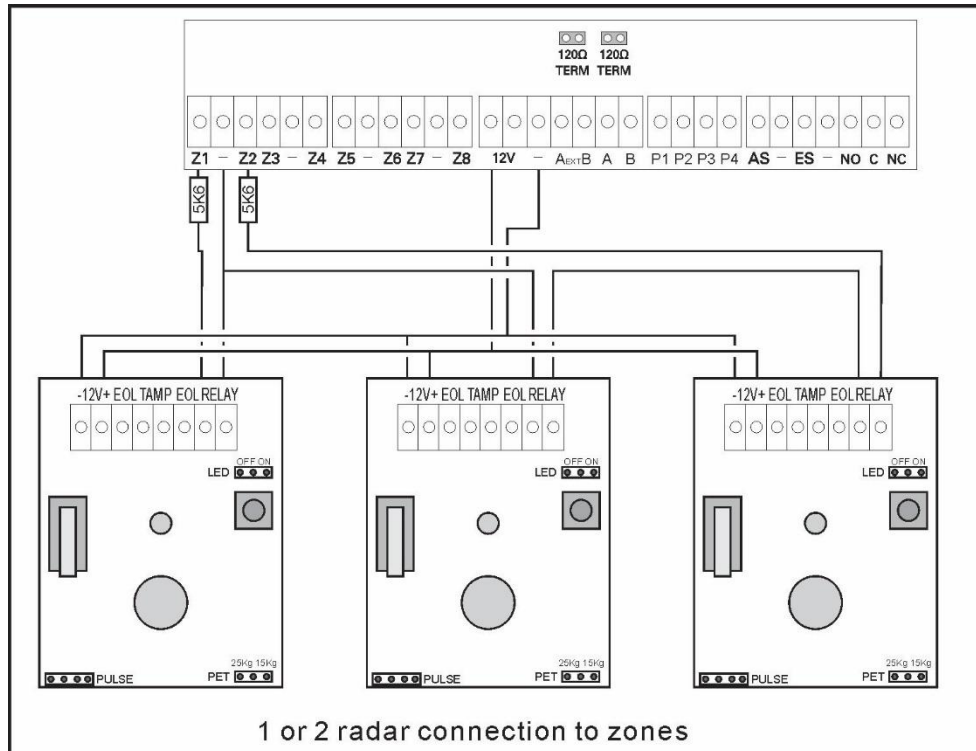 120Ω 120Ω
TERM TERM
Z1 – Z2 Z3 – Z4 Z5 – Z6 Z7 – Z8 12V – AEXTB A B P1 P2 P3 P4 AS – ES – NO C NC
5K6 5K6
-12V+ EOL TAMP EOL RELAY
OFF ON
LED
25Kg 15Kg
PULSE PET
-12V+ EOL TAMP EOL RELAY
OFF ON
LED
25Kg 15Kg
PULSE PET
-12V+ EOL TAMP EOL RELAY
OFF ON
LED
25Kg 15Kg
PULSE PET
1 or 2 radar connection to zones